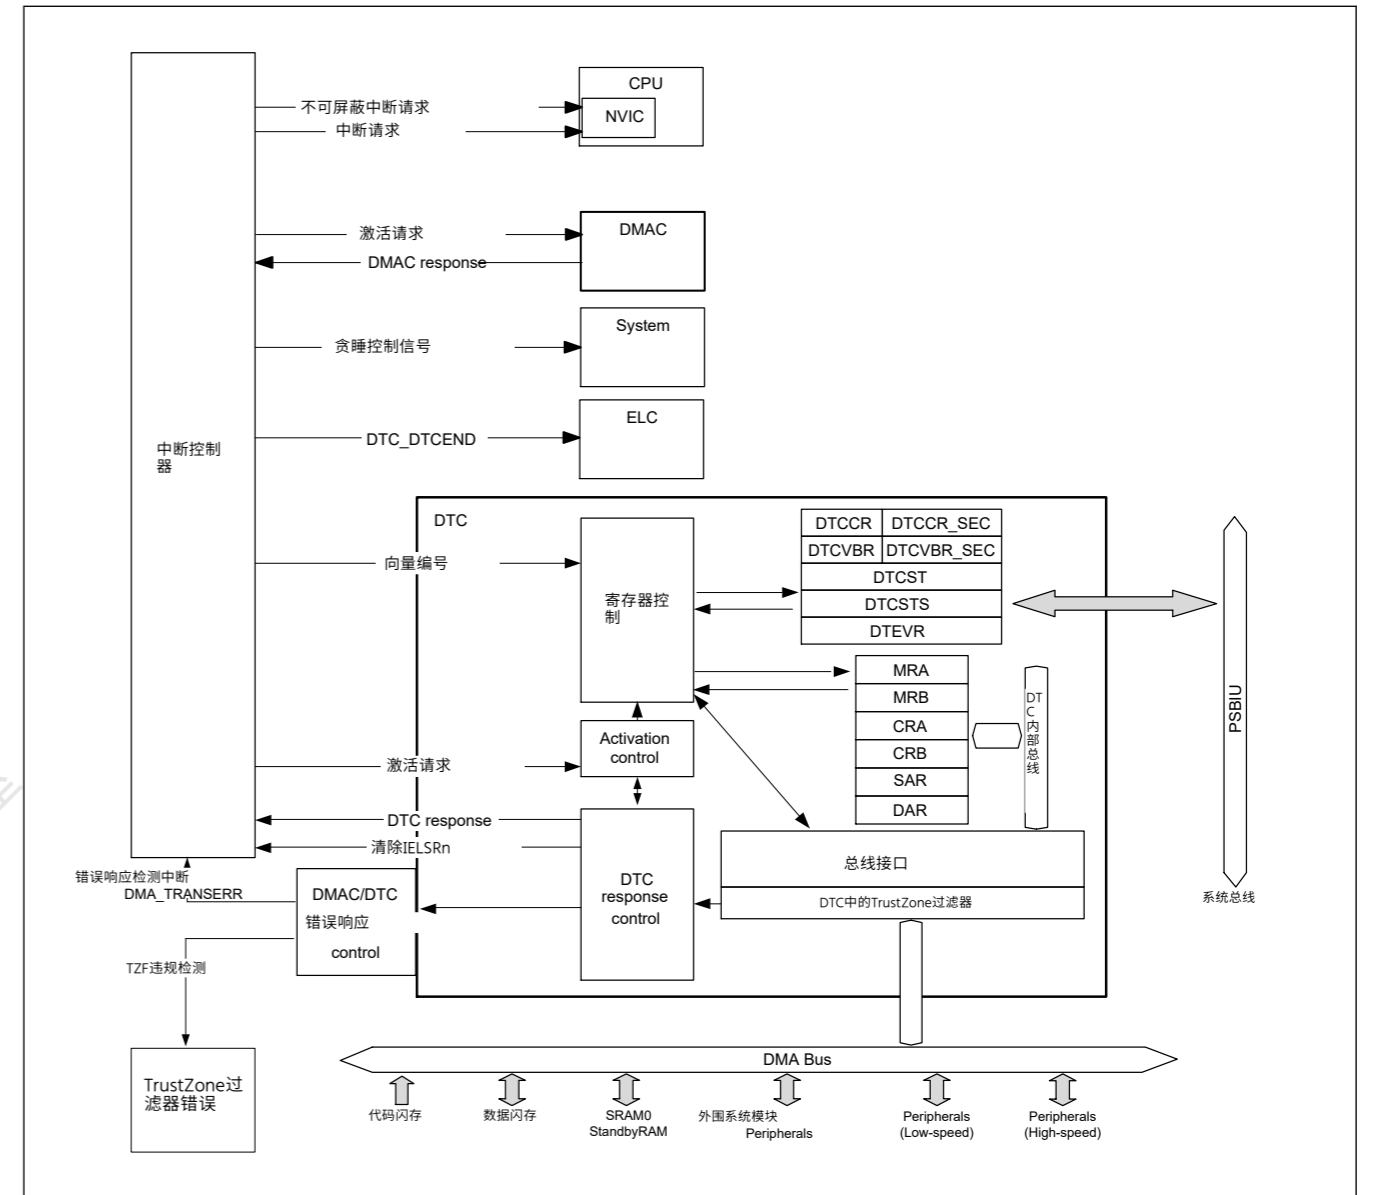 CPU
不可屏蔽中断请求
NVIC
中断请求
激活请求
DMAC
DMAC response
System
贪睡控制信号
ELC
DTC_DTCEND
中断控制
器
DTC
DTCCR
DTCCR_SEC
DTCVBR
DTCVBR_SEC
向量编号
DTCST
寄存器控
制
DTCSTS
DTEVR
MRA
MRB
CRA
CRB
SAR
DAR
DT
C
内
部
总
线
PSBIU
系统总线
Activation
control
激活请求
DTC response
清除IELSRn
总线接口
DTC中的TrustZone过滤器
DTC
response
control
错误响应检测中断
DMA_TRANSERR
DMAC/DTC
错误响应
control
TZF违规检测
TrustZone过
滤器错误
DMA Bus
代码闪存
数据闪存
SRAM0
StandbyRAM
外围系统模块
Peripherals
Peripherals
(Low-speed)
Peripherals
(High-speed)